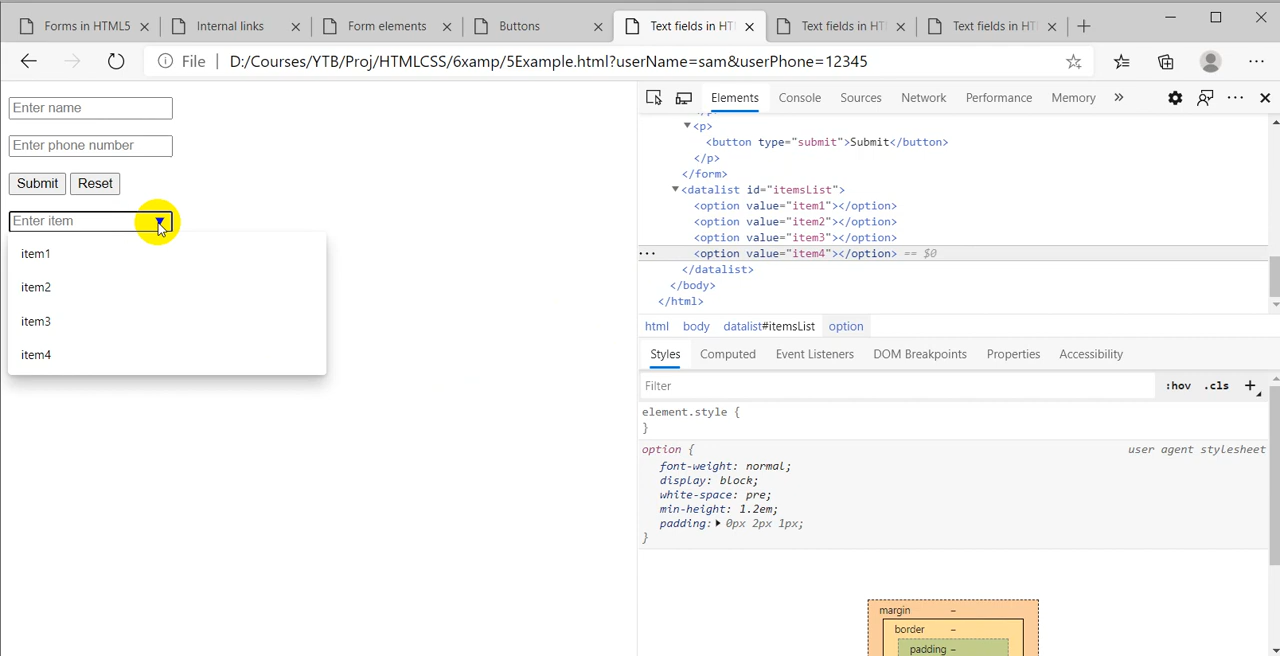 Forms in HTML5
Internal links
Form elements
Buttons
Text fields in HT
Text fields in HT
Text fields in HT
File
D:/Courses/YTB/Proj/HTMLCSS/6xamp/5Example.html?userName=sam&userPhone=12345
Enter name
Enter phone number
Submit Reset
Enter item
item1
item2
item3
item4
Elements Console Sources Network Performance Memory »
<p>
<button type="submit">Submit</button>
</p>
</form>
<datalist id="itemsList">
<option value="item1"></option>
<option value="item2"></option>
<option value="item3"></option>
<option value="item4"></option> == $0
</datalist>
</body>
</html>
html body datalist#itemsList option
Styles Computed Event Listeners DOM Breakpoints Properties Accessibility
Filter :hov .cls +
element.style {
}
option { user agent stylesheet
font-weight: normal;
display: block;
white-space: pre;
min-height: 1.2em;
padding: 0px 2px 1px;
}
margin –
border –
padding –